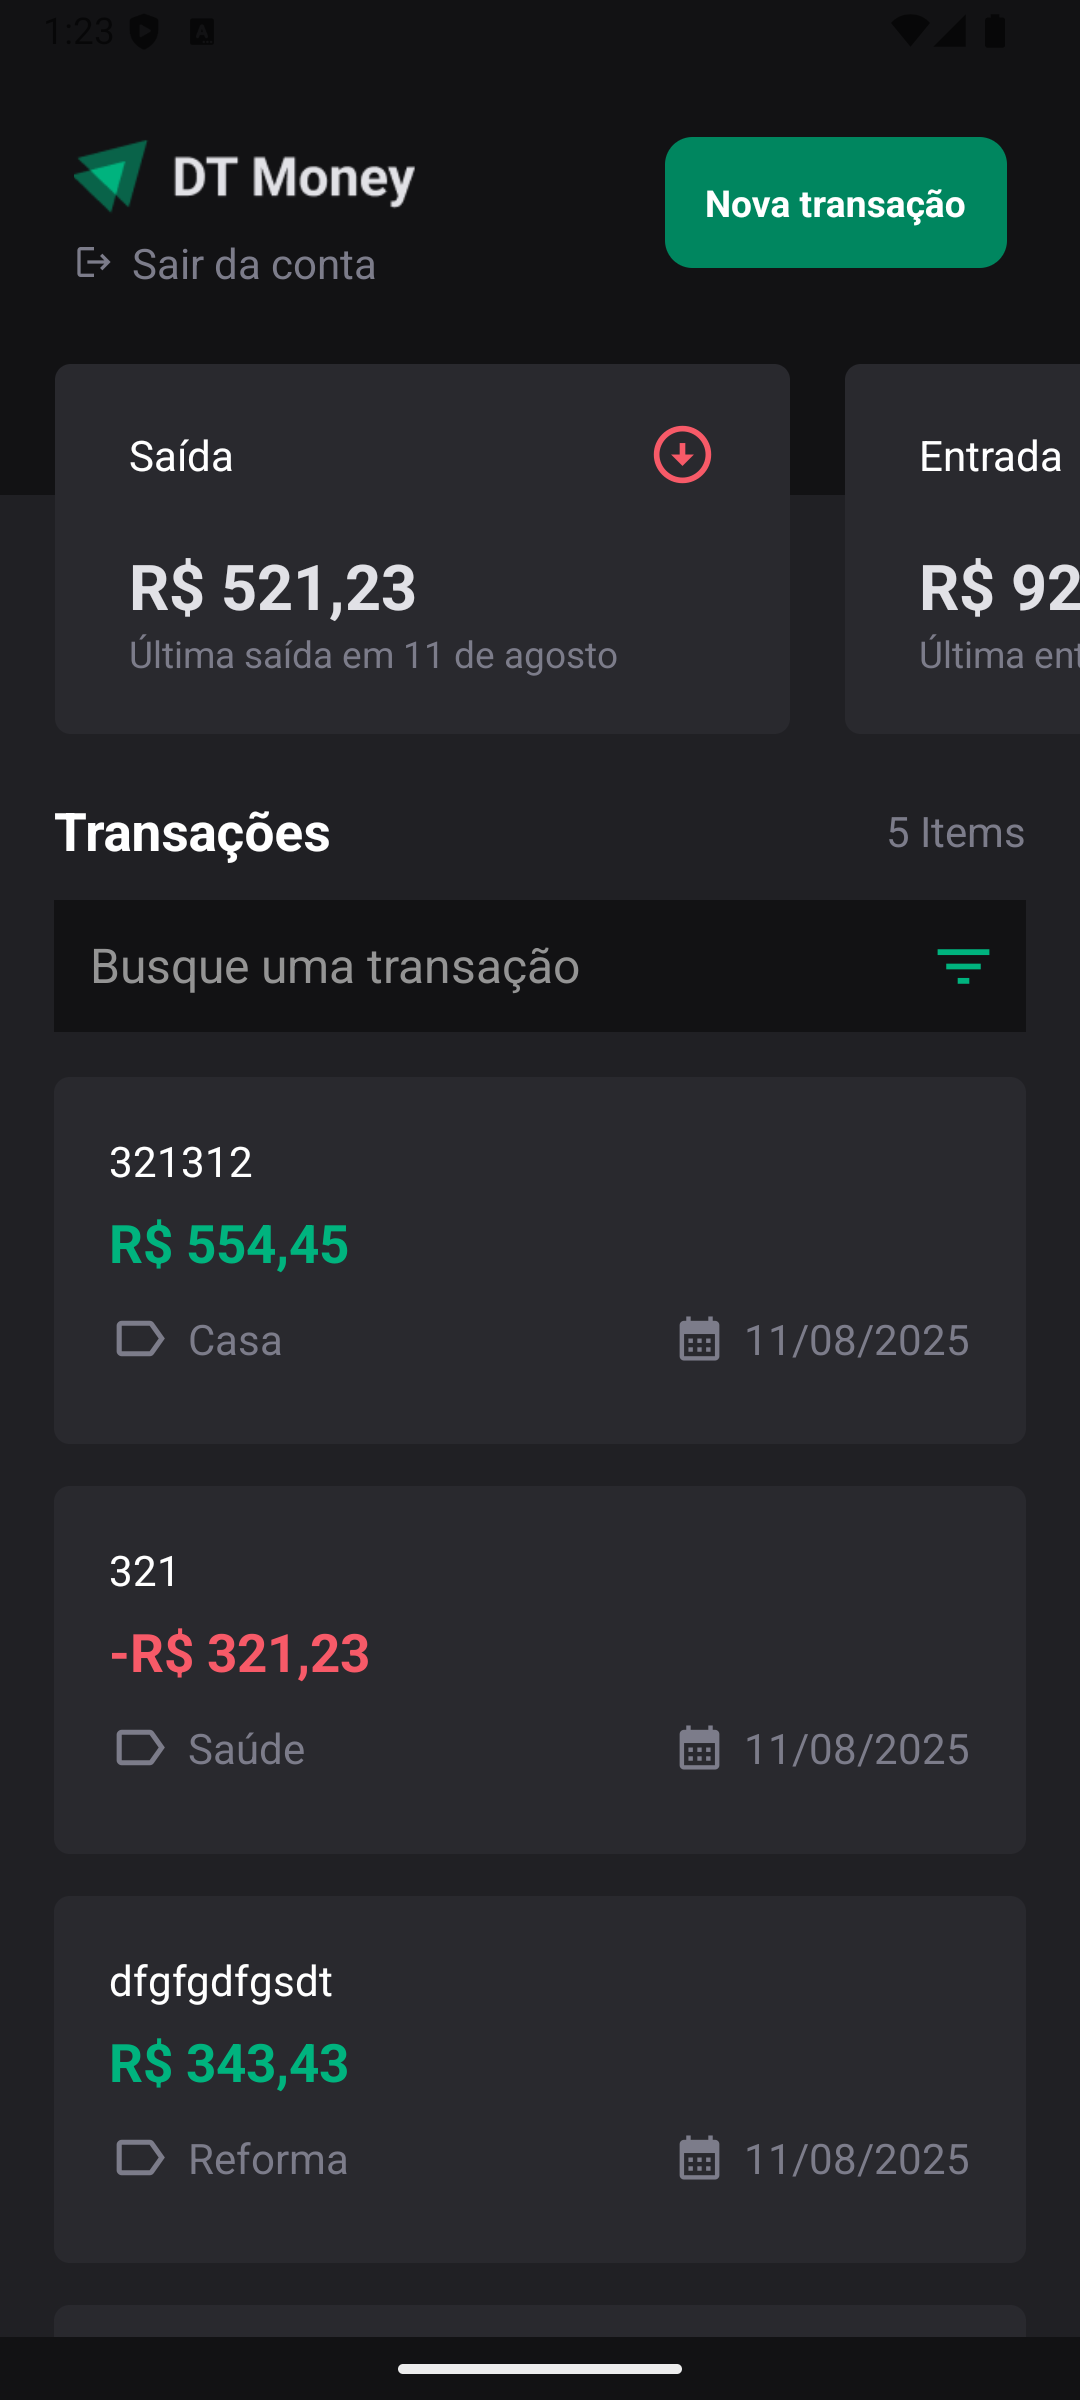 1:23
DT Money
Nova transação
Sair da conta
Saída
Entrada
R$ 521,23
R$ 92
Última saída em 11 de agosto
Última ent
Transações
5 Items
Busque uma transação
321312
R$ 554,45
Casa
11/08/2025
321
-R$ 321,23
Saúde
11/08/2025
dfgfgdfgsdt
R$ 343,43
Reforma
11/08/2025